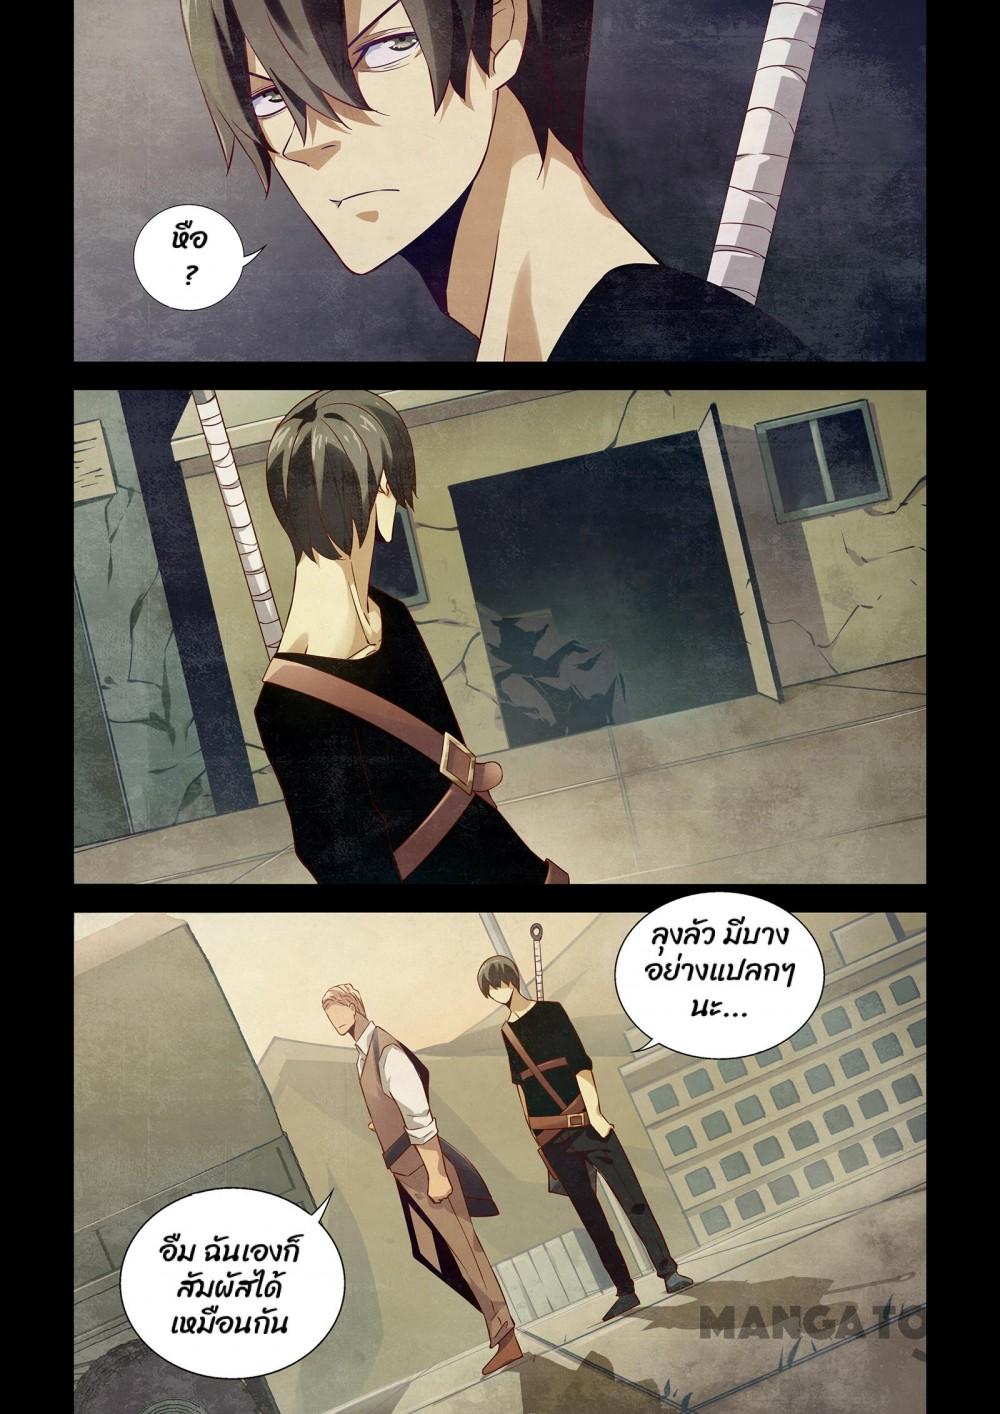 หือ
?
ลุงลัว มีบาง
อย่างแปลกๆ
นะ...
อืม ฉันเองก็
สัมผัสได้
เหมือนกัน
MANGATO